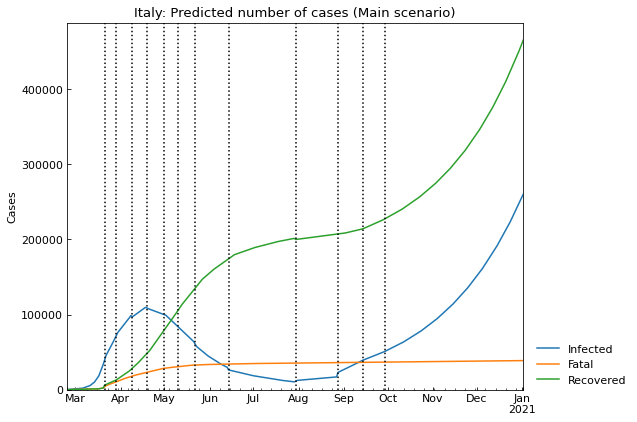 Italy: Predicted number of cases (Main scenario)
Cases
400000
300000
200000
100000
0
Mar Apr May Jun Jul Aug Sep Oct Nov Dec Jan
2021
Infected
Fatal
Recovered